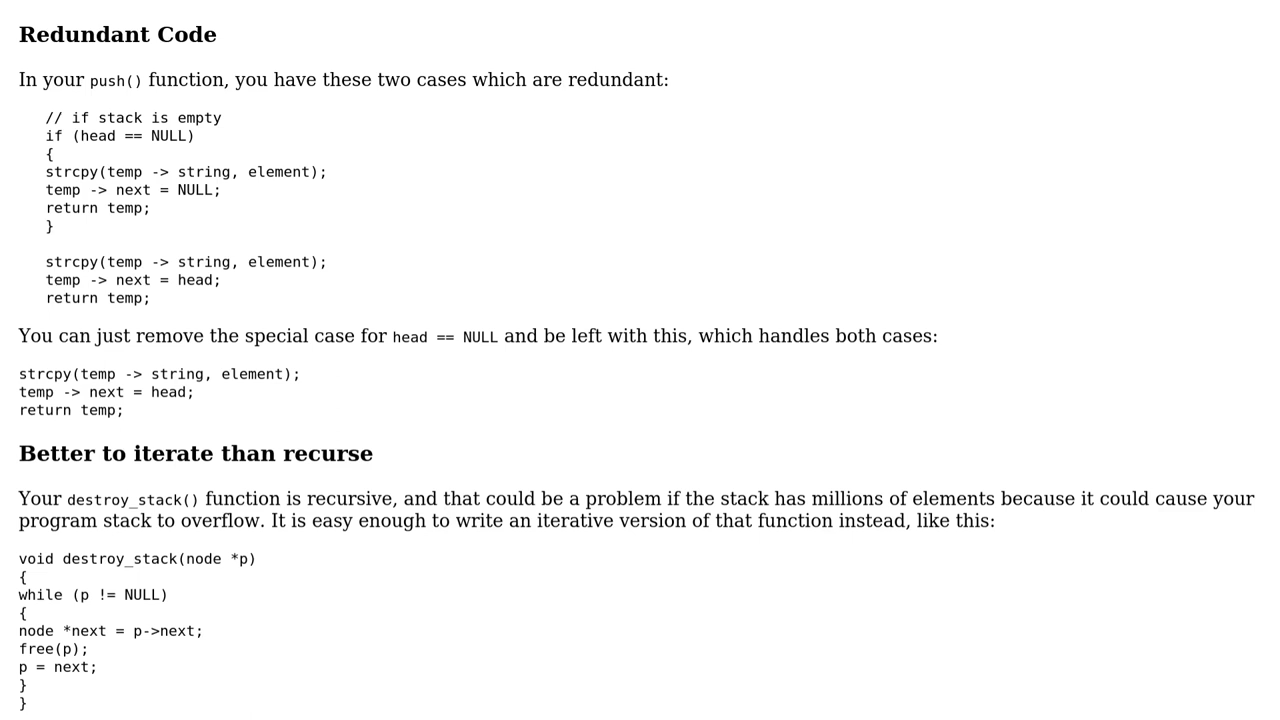 Redundant Code
In your push() function, you have these two cases which are redundant:
// if stack is empty
if (head == NULL)
{
strcpy(temp -> string, element);
temp -> next = NULL;
return temp;
}
strcpy(temp -> string, element);
temp -> next = head;
return temp;
You can just remove the special case for head == NULL and be left with this, which handles both cases:
strcpy(temp -> string, element);
temp -> next = head;
return temp;
Better to iterate than recurse
Your destroy_stack() function is recursive, and that could be a problem if the stack has millions of elements because it could cause your
program stack to overflow. It is easy enough to write an iterative version of that function instead, like this:
void destroy_stack(node *p)
{
while (p != NULL)
{
node *next = p->next;
free(p);
p = next;
}
}